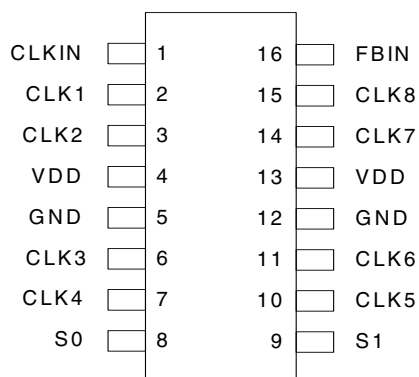 CLKIN 1 16 FBIN
CLK1 2 15 CLK8
CLK2 3 14 CLK7
VDD 4 13 VDD
GND 5 12 GND
CLK3 6 11 CLK6
CLK4 7 10 CLK5
S0 8 9 S1